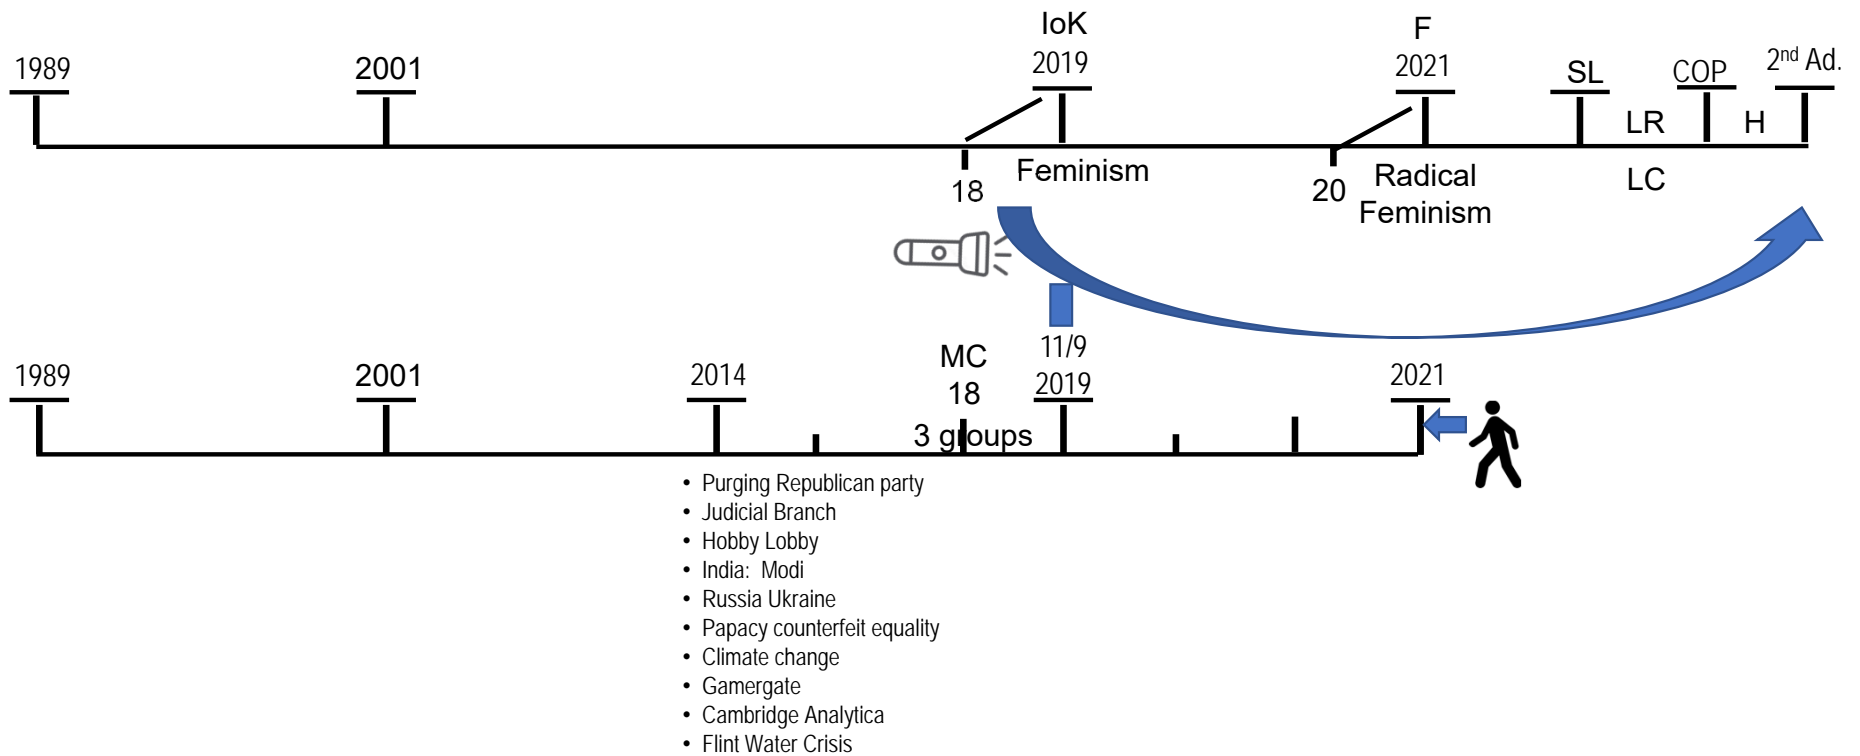 IoK
F
1989
2001
2019
2021
SL
COP
2nd Ad.
LR
H
18
Feminism
20
Radical
Feminism
LC
11/9
MC
1989
2001
2014
18
2019
2021
3 groups
• Purging Republican party
• Judicial Branch
• Hobby Lobby
• India: Modi
• Russia Ukraine
• Papacy counterfeit equality
• Climate change
• Gamergate
• Cambridge Analytica
• Flint Water Crisis